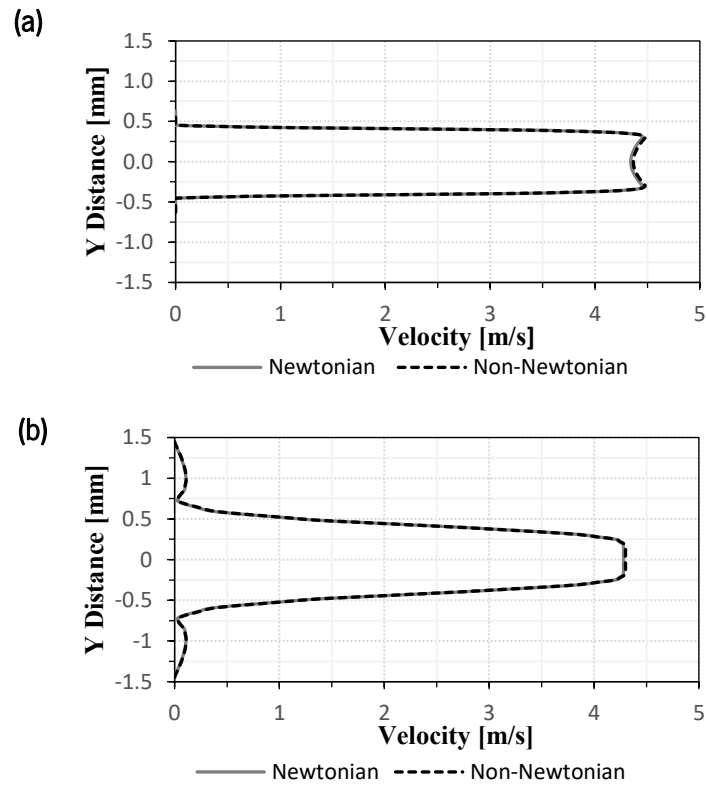 (a)
1.5
1.0
0.5
0.0
-0.5
-1.0
-1.5
Y Distance [mm]
0 1 2 3 4 5
Velocity [m/s]
Newtonian Non-Newtonian
(b)
1.5
1
0.5
0
-0.5
-1
-1.5
Y Distance [mm]
0 1 2 3 4 5
Velocity [m/s]
Newtonian Non-Newtonian